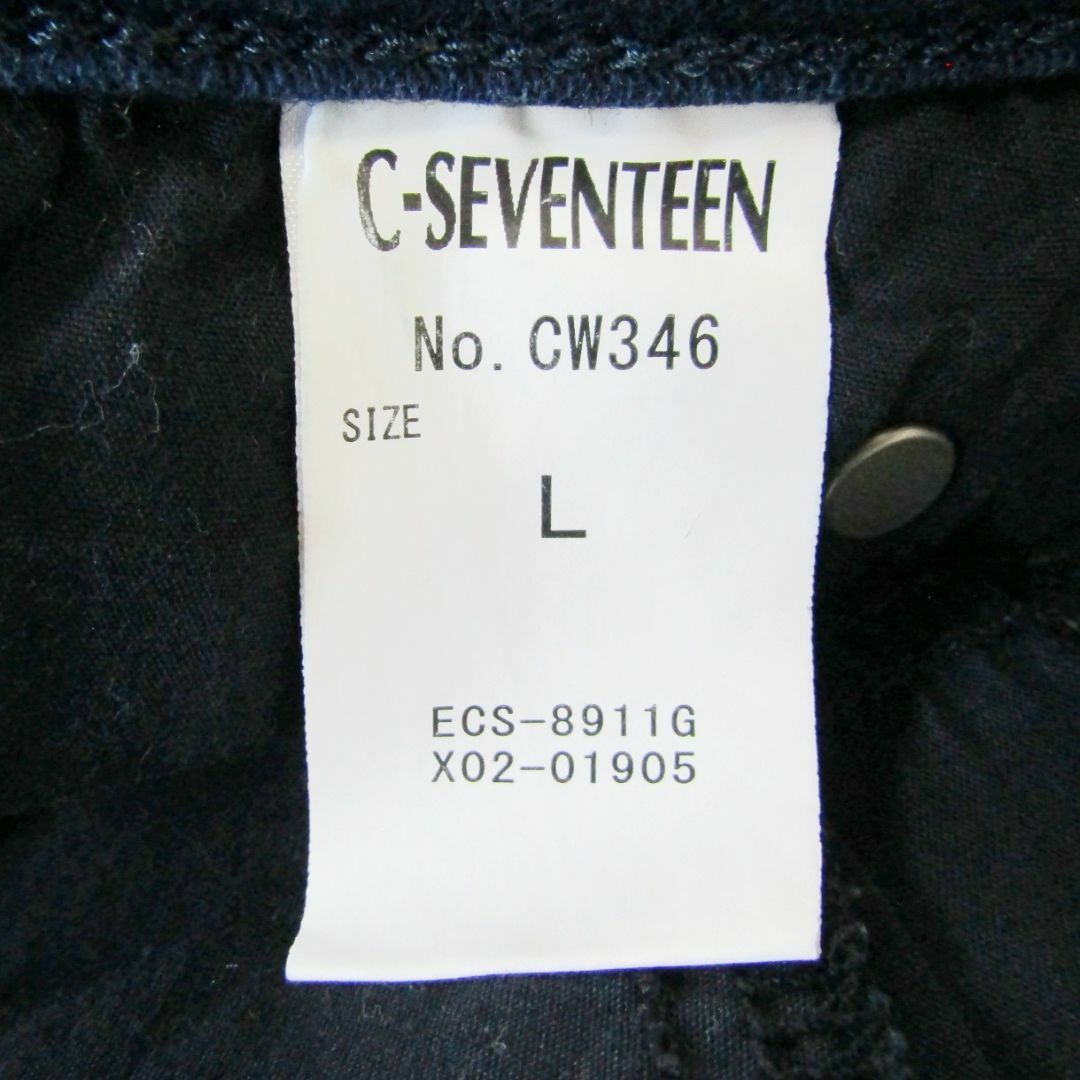 C-SEVENTEEN
No. CW346
SIZE
L
ECS-8911G
X02-01905